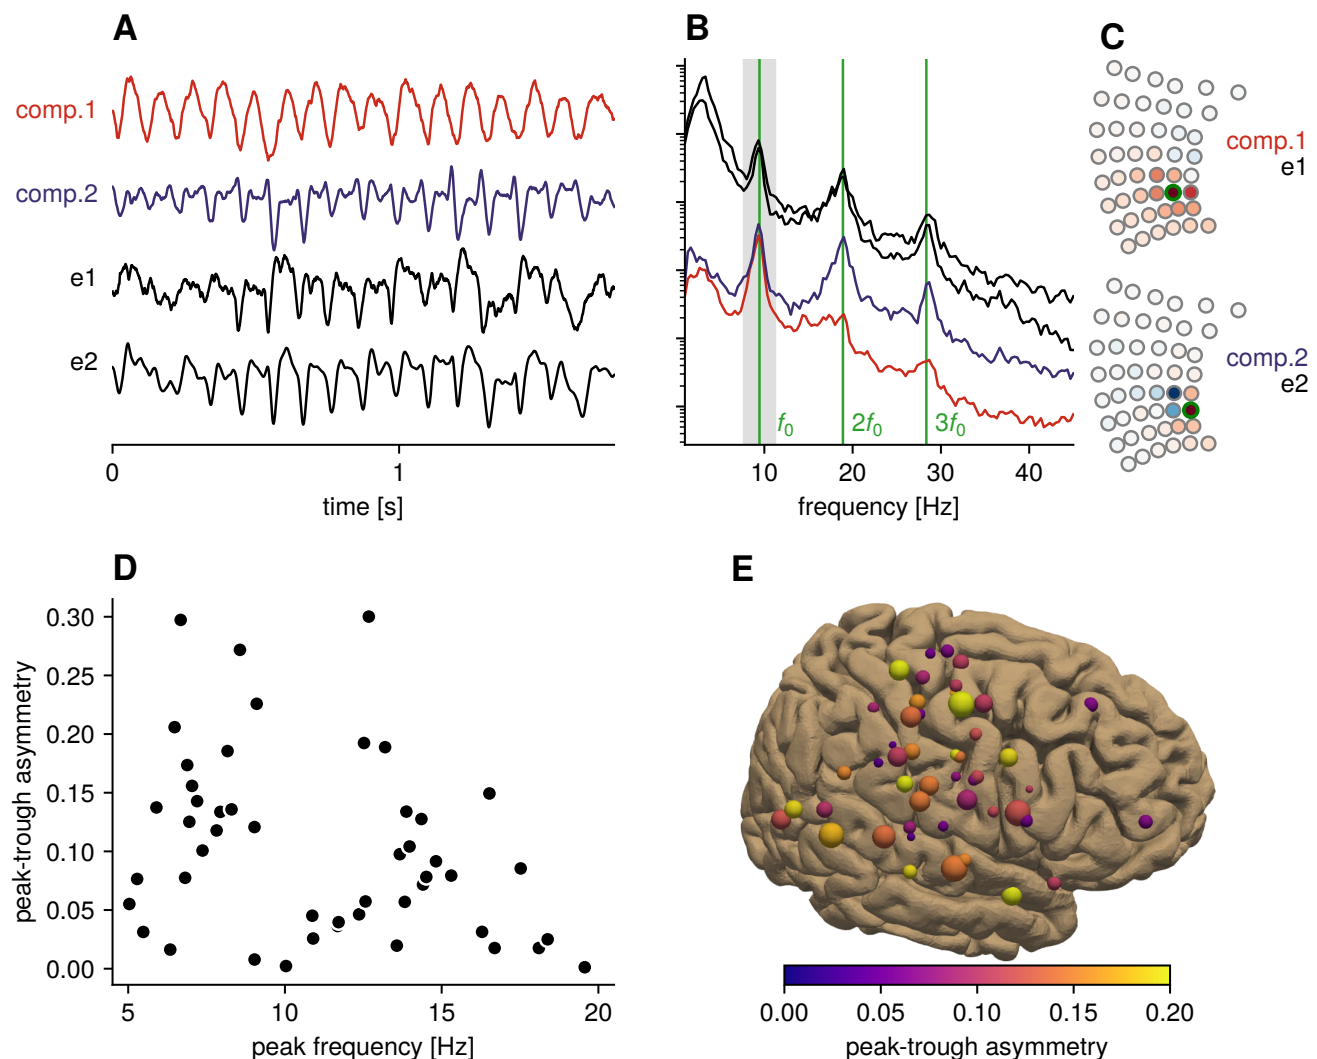 A
comp.1
comp.2
e1
e2
0 1
time [s]
B
f0 2f0 3f0
10 20 30 40
frequency [Hz]
C
comp.1
e1
comp.2
e2
D
0.30
0.25
0.20
0.15
0.10
0.05
0.00
peak-trough asymmetry
5 10 15 20
peak frequency [Hz]
E
0.00 0.05 0.10 0.15 0.20
peak-trough asymmetry